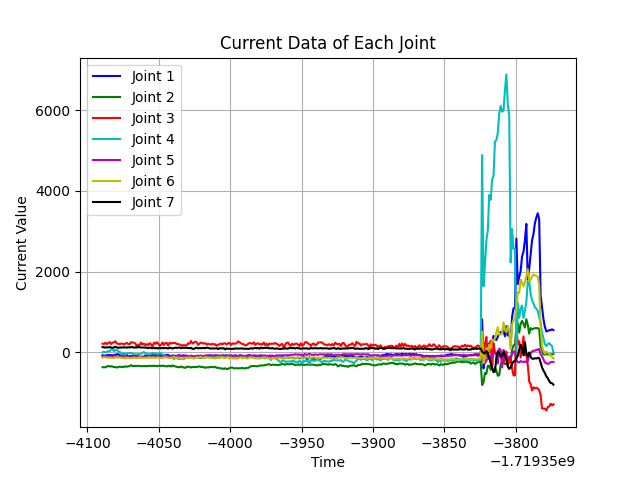 Current Data of Each Joint
Joint 1
Joint 2
Joint 3
Joint 4
Joint 5
Joint 6
Joint 7
6000
4000
2000
0
Current Value
−4100 −4050 −4000 −3950 −3900 −3850 −3800
Time
−1.71935e9